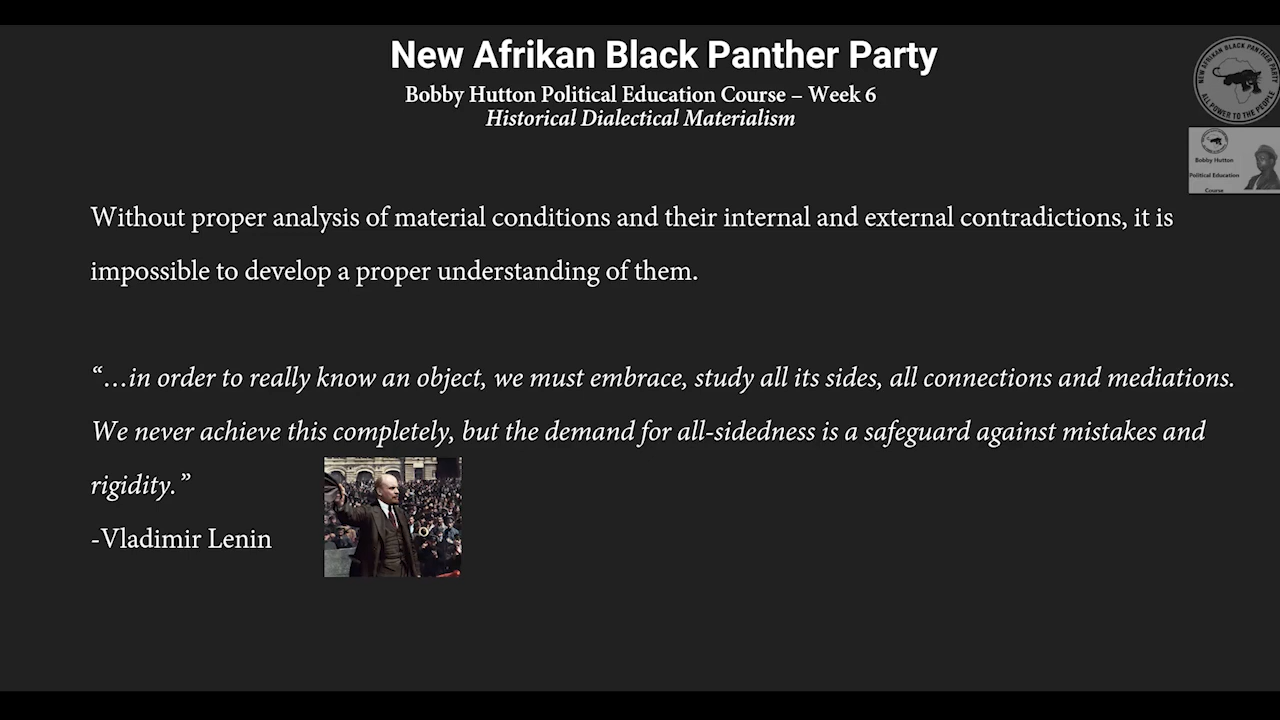 New Afrikan Black Panther Party
Bobby Hutton Political Education Course – Week 6
Historical Dialectical Materialism
NEW AFRIKAN BLACK PANTHER PARTY
ALL POWER TO THE PEOPLE
Bobby Hutton
Political Education
Course
Without proper analysis of material conditions and their internal and external contradictions, it is
impossible to develop a proper understanding of them.
“…in order to really know an object, we must embrace, study all its sides, all connections and mediations.
We never achieve this completely, but the demand for all-sidedness is a safeguard against mistakes and
rigidity.”
-Vladimir Lenin